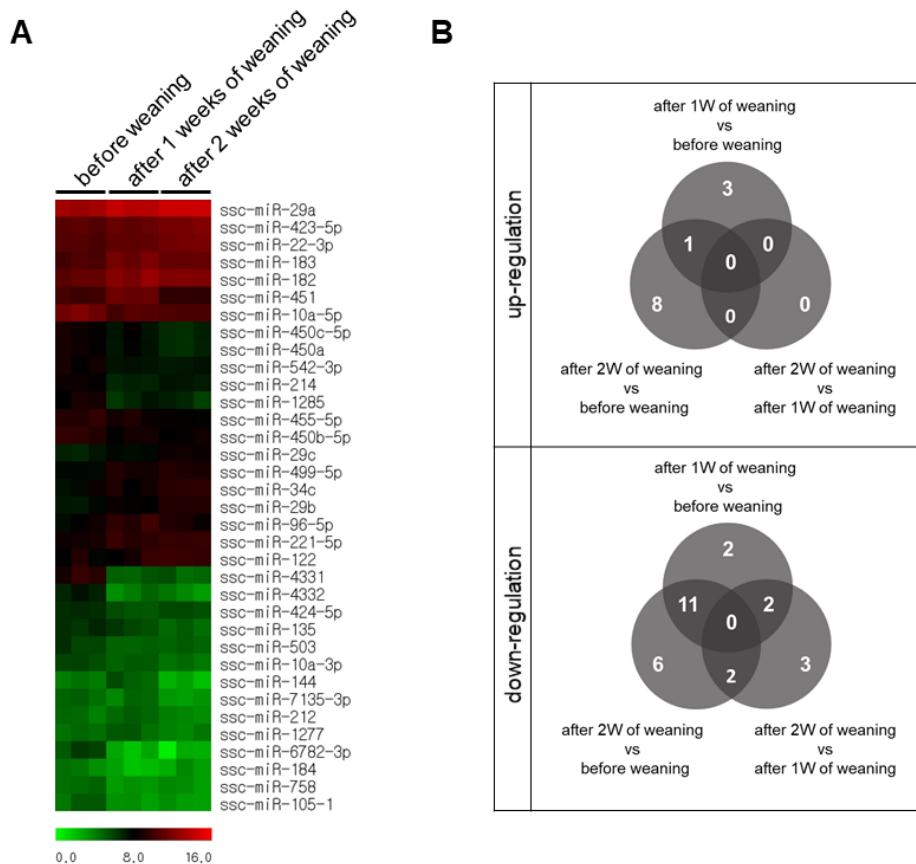 A
before weaning
after 1 weeks of weaning
after 2 weeks of weaning
ssc-miR-29a
ssc-miR-423-5p
ssc-miR-22-3p
ssc-miR-183
ssc-miR-182
ssc-miR-451
ssc-miR-10a-5p
ssc-miR-450c-5p
ssc-miR-450a
ssc-miR-542-3p
ssc-miR-214
ssc-miR-1285
ssc-miR-455-5p
ssc-miR-450b-5p
ssc-miR-29c
ssc-miR-499-5p
ssc-miR-34c
ssc-miR-29b
ssc-miR-96-5p
ssc-miR-221-5p
ssc-miR-122
ssc-miR-4331
ssc-miR-4332
ssc-miR-424-5p
ssc-miR-135
ssc-miR-503
ssc-miR-10a-3p
ssc-miR-144
ssc-miR-7135-3p
ssc-miR-212
ssc-miR-1277
ssc-miR-6782-3p
ssc-miR-184
ssc-miR-758
ssc-miR-105-1
0.0 8.0 16.0
B
up-regulation
after 1W of weaning
vs
before weaning
3
1 0
0
8 0 0
after 2W of weaning
vs
before weaning
after 2W of weaning
vs
after 1W of weaning
down-regulation
after 1W of weaning
vs
before weaning
2
11 2
0
6 2 3
after 2W of weaning
vs
before weaning
after 2W of weaning
vs
after 1W of weaning